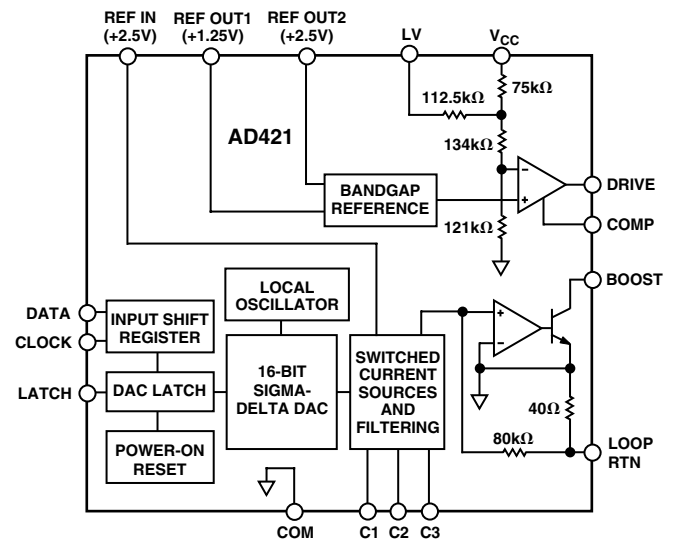 REF IN
(+2.5V)
REF OUT1
(+1.25V)
REF OUT2
(+2.5V)
LV
VCC
75kΩ
112.5kΩ
134kΩ
AD421
BANDGAP
REFERENCE
−
+
DRIVE
COMP
121kΩ
BOOST
LOCAL
OSCILLATOR
DATA
CLOCK
INPUT SHIFT
REGISTER
+
−
16-BIT
SIGMA-
DELTA DAC
SWITCHED
CURRENT
SOURCES
AND
FILTERING
LATCH
DAC LATCH
40Ω
80kΩ
LOOP
RTN
POWER-ON
RESET
COM
C1
C2
C3